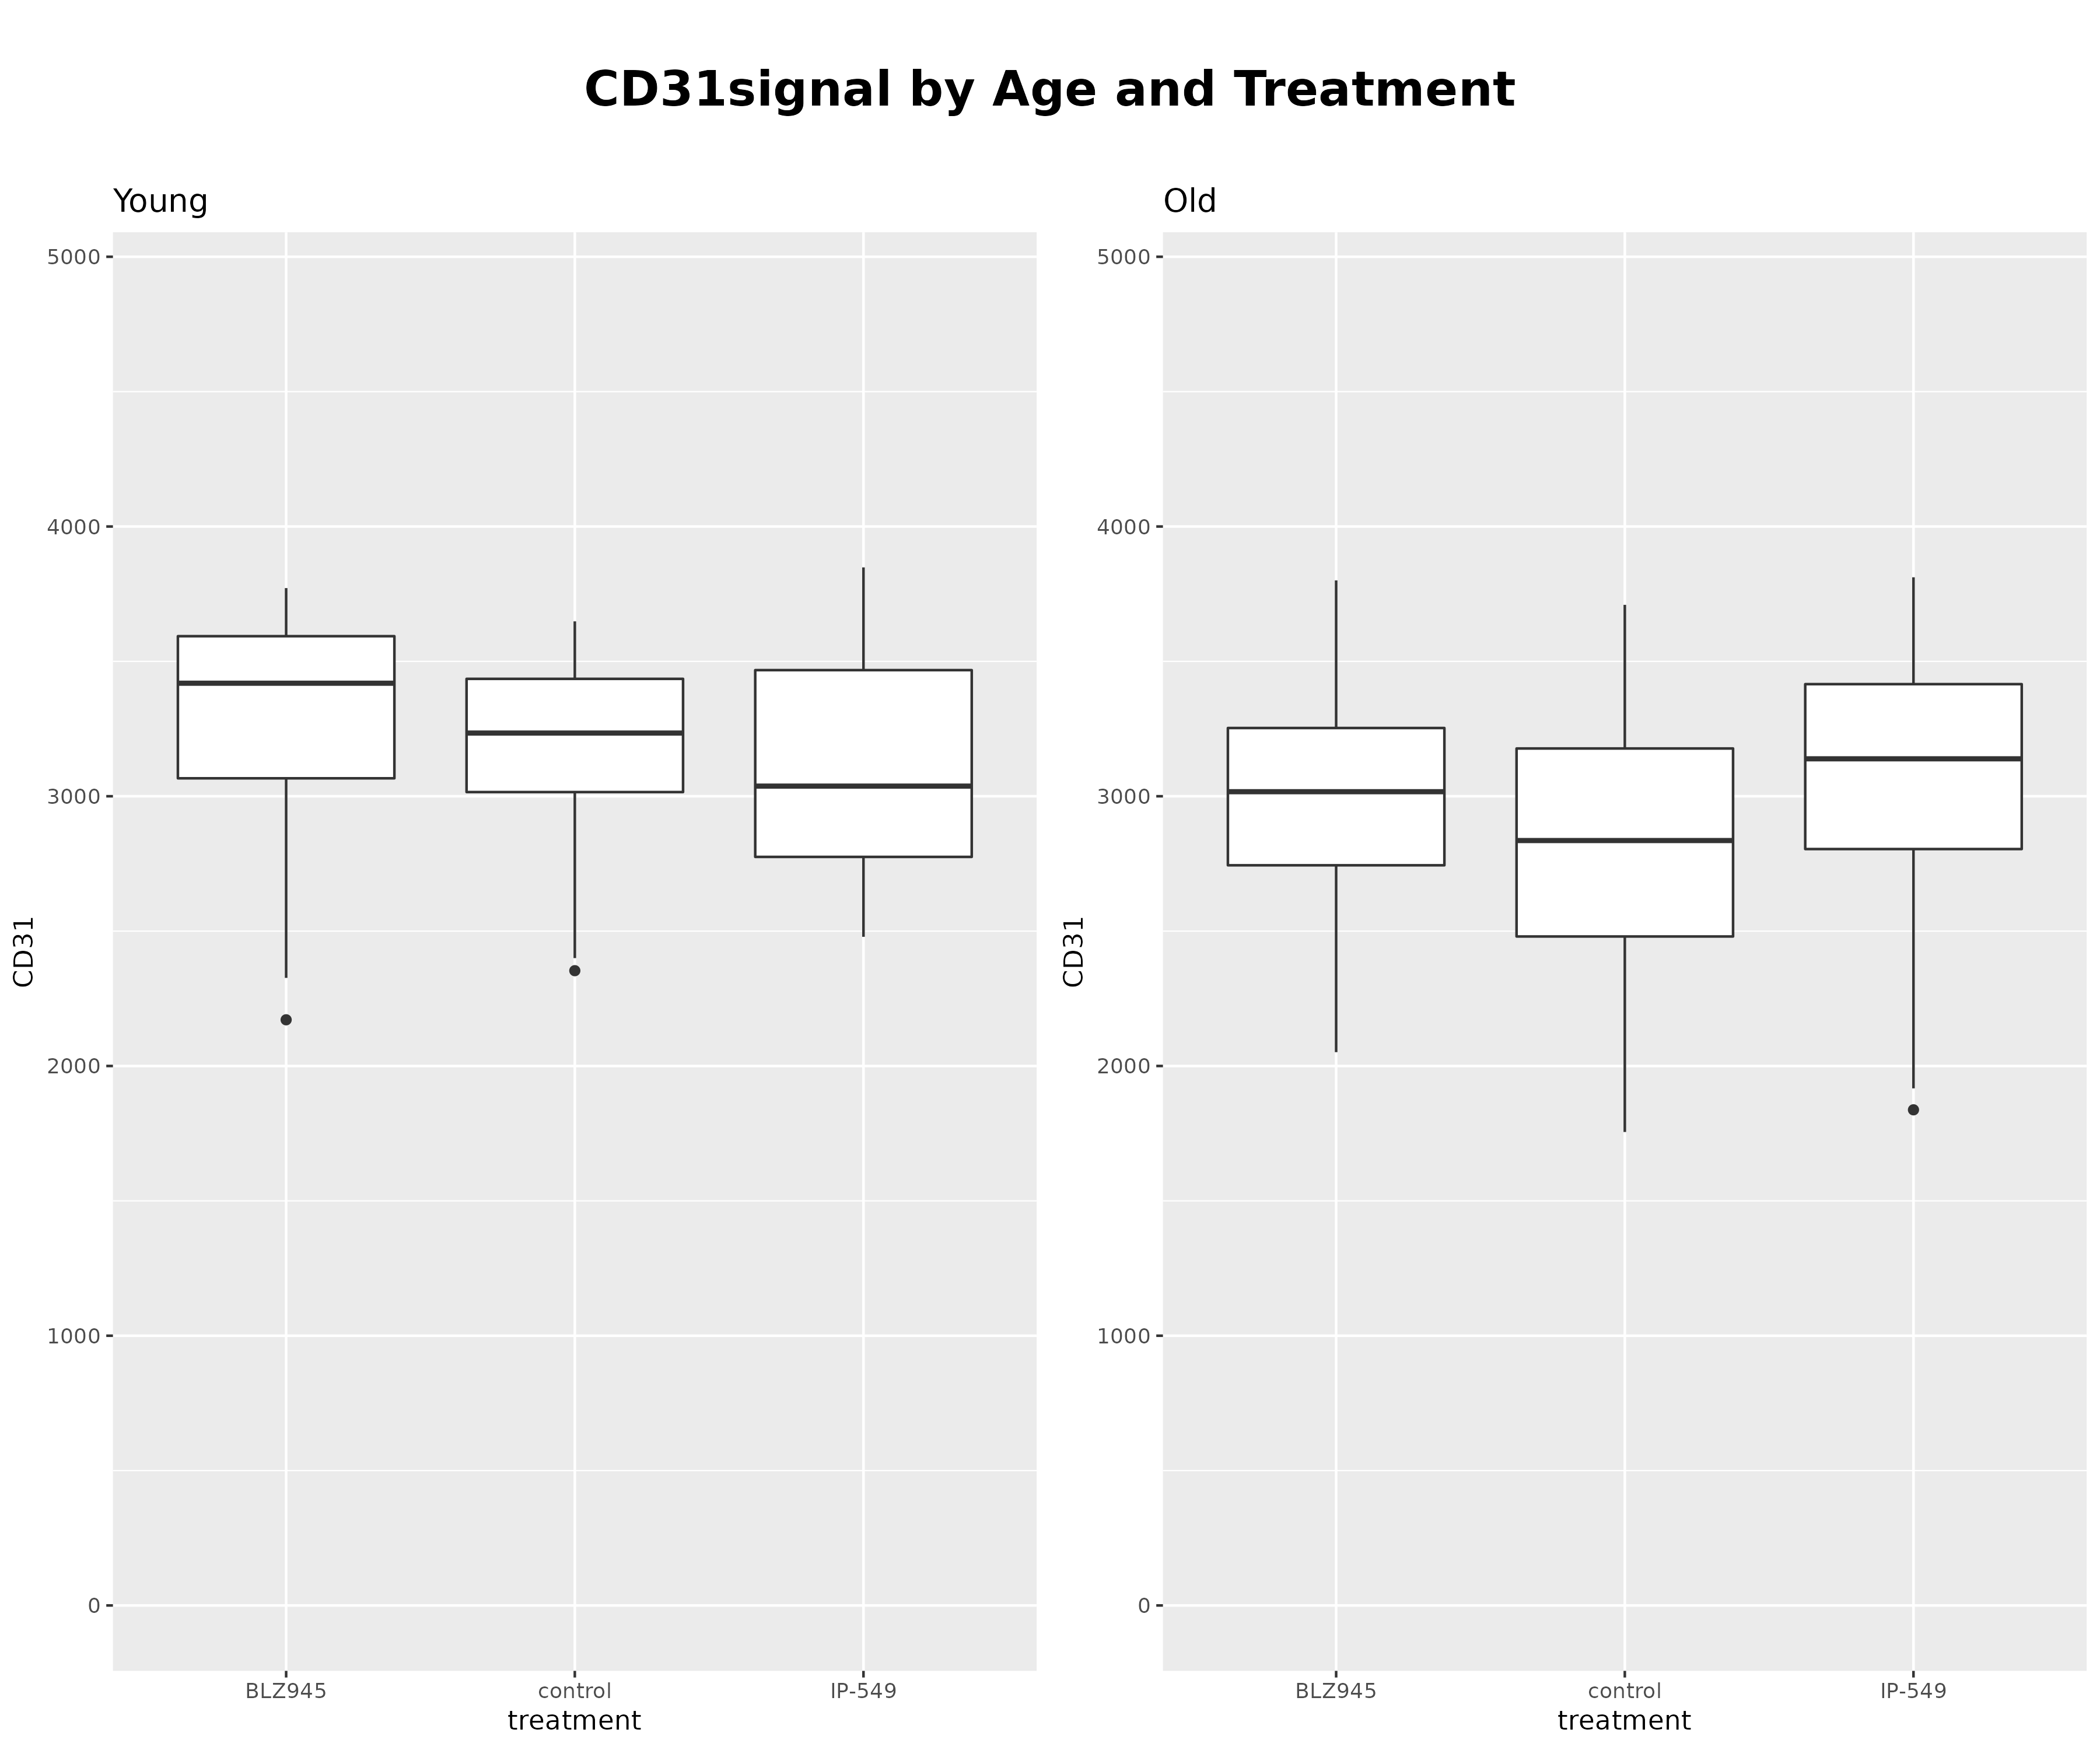 CD31signal by Age and Treatment
Young
5000
4000
3000
2000
1000
0
CD31
BLZ945 control IP-549
treatment
Old
5000
4000
3000
2000
1000
0
CD31
BLZ945 control IP-549
treatment